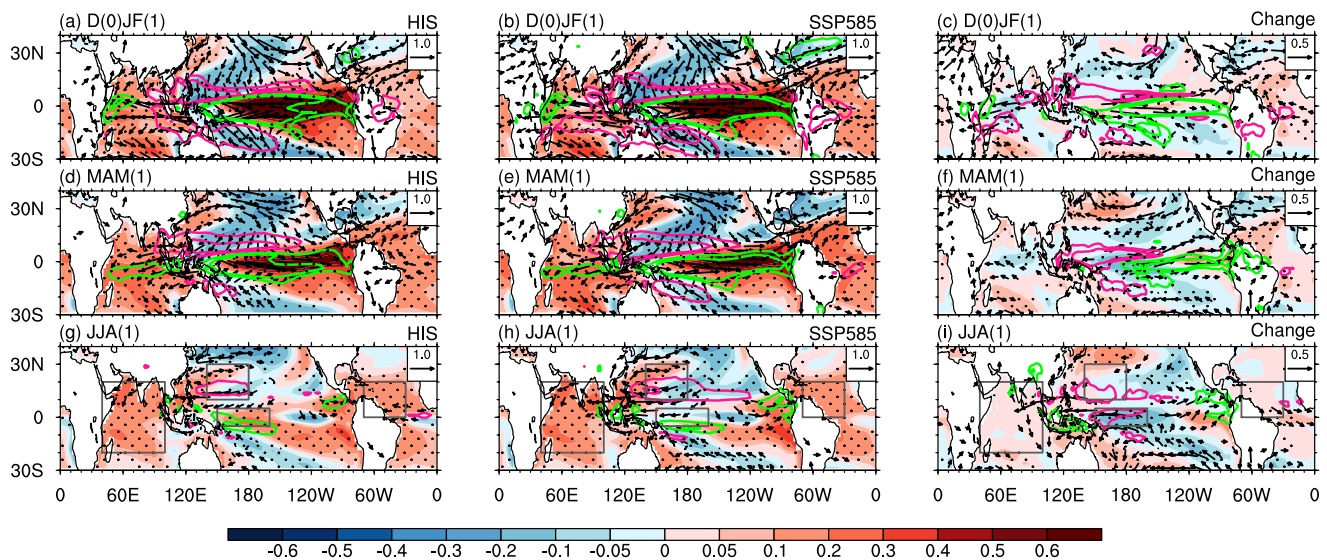 (a) D(0)JF(1) HIS (b) D(0)JF(1) SSP585 (c) D(0)JF(1) Change
30N 1.0 1.0 0.5
0
30S
(d) MAM(1) HIS (e) MAM(1) SSP585 (f) MAM(1) Change
30N 1.0 1.0 0.5
0
30S
(g) JJA(1) HIS (h) JJA(1) SSP585 (i) JJA(1) Change
30N 1.0 1.0 0.5
0
30S
0 60E 120E 180 120W 60W 0 0 60E 120E 180 120W 60W 0 0 60E 120E 180 120W 60W 0
-0.6 -0.5 -0.4 -0.3 -0.2 -0.1 -0.05 0 0.05 0.1 0.2 0.3 0.4 0.5 0.6